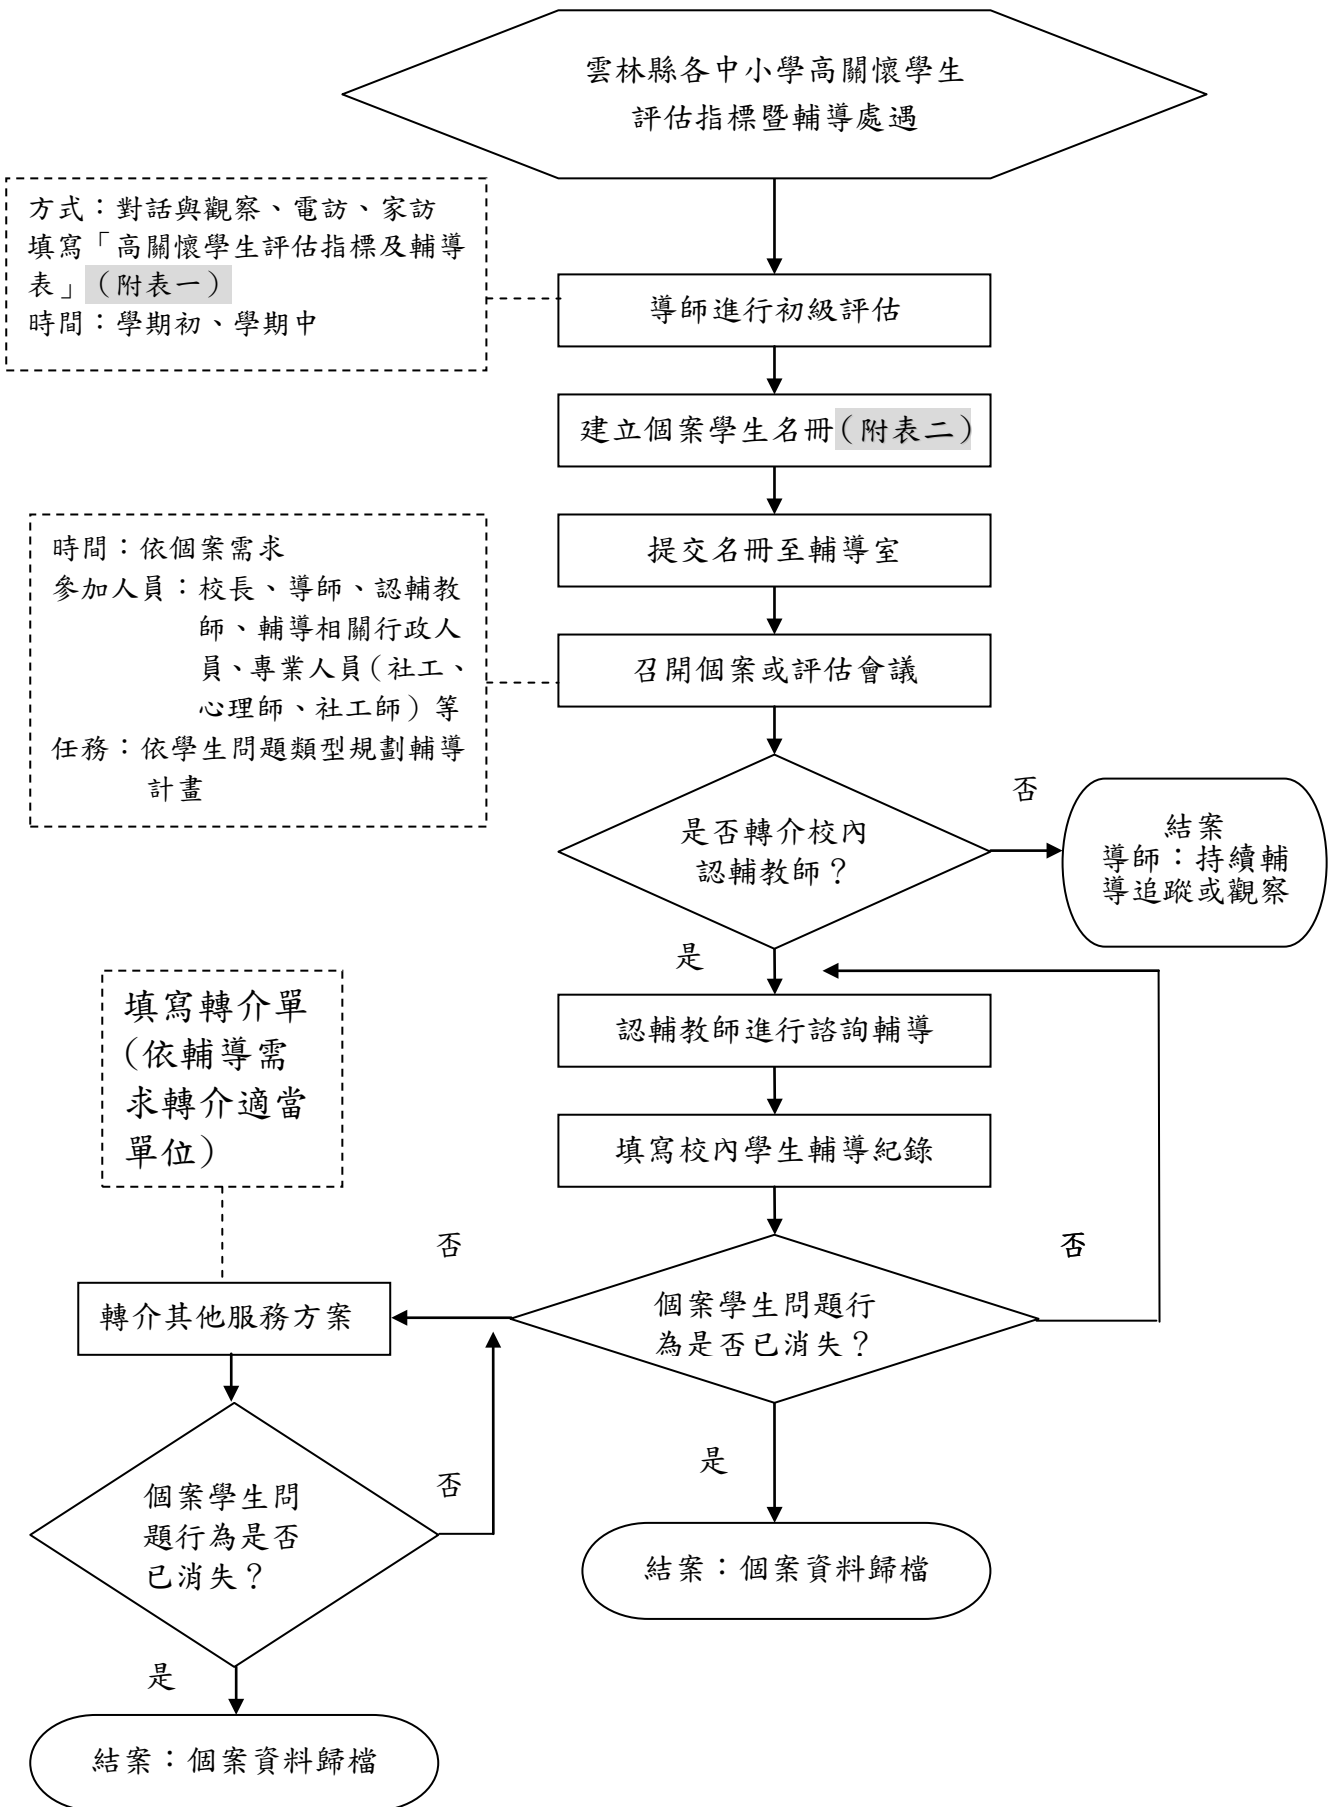 雲林縣各中小學高關懷學生
評估指標暨輔導處遇
方式：對話與觀察、電訪、家訪
填寫「高關懷學生評估指標及輔導
表」（附表一）
時間：學期初、學期中
導師進行初級評估
建立個案學生名冊（附表二）
提交名冊至輔導室
時間：依個案需求
參加人員：校長、導師、認輔教
師、輔導相關行政人
員、專業人員（社工、
心理師、社工師）等
任務：依學生問題類型規劃輔導
計畫
召開個案或評估會議
是否轉介校內
認輔教師？
否
結案
導師：持續輔
導追蹤或觀察
是
認輔教師進行諮詢輔導
填寫轉介單
（依輔導需
求轉介適當
單位）
填寫校內學生輔導紀錄
否
否
轉介其他服務方案
個案學生問題行
為是否已消失？
是
個案學生問
題行為是否
已消失？
否
結案：個案資料歸檔
是
結案：個案資料歸檔